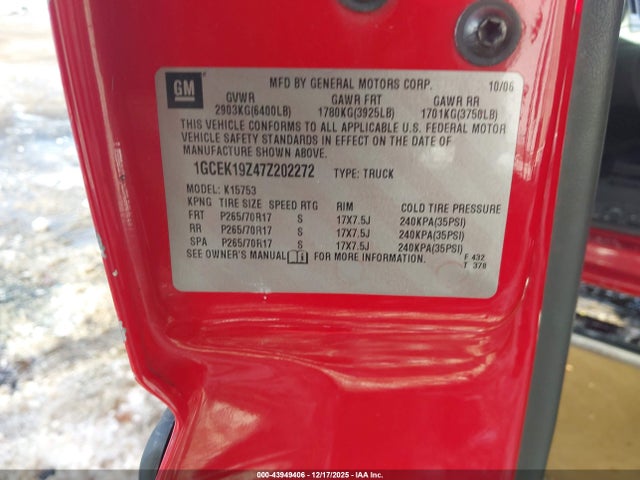 GM
MFD BY GENERAL MOTORS CORP. 10/06
GVWR GAWR FRT GAWR RR
2903KG(6400LB) 1780KG(3925LB) 1701KG(3750LB)
THIS VEHICLE CONFORMS TO ALL APPLICABLE U.S. FEDERAL MOTOR
VEHICLE SAFETY STANDARDS IN EFFECT ON THE DATE OF
MANUFACTURE SHOWN ABOVE.
1GCEK19Z47Z202272 TYPE: TRUCK
MODEL: K15753
KPNG TIRE SIZE SPEED RTG RIM COLD TIRE PRESSURE
FRT P265/70R17 S 17X7.5J 240KPA(35PSI)
RR P265/70R17 S 17X7.5J 240KPA(35PSI)
SPA P265/70R17 S 17X7.5J 240KPA(35PSI)
SEE OWNER'S MANUAL FOR MORE INFORMATION.
F 432
T 378
000-43949406 - 12/17/2025 - IAA Inc.